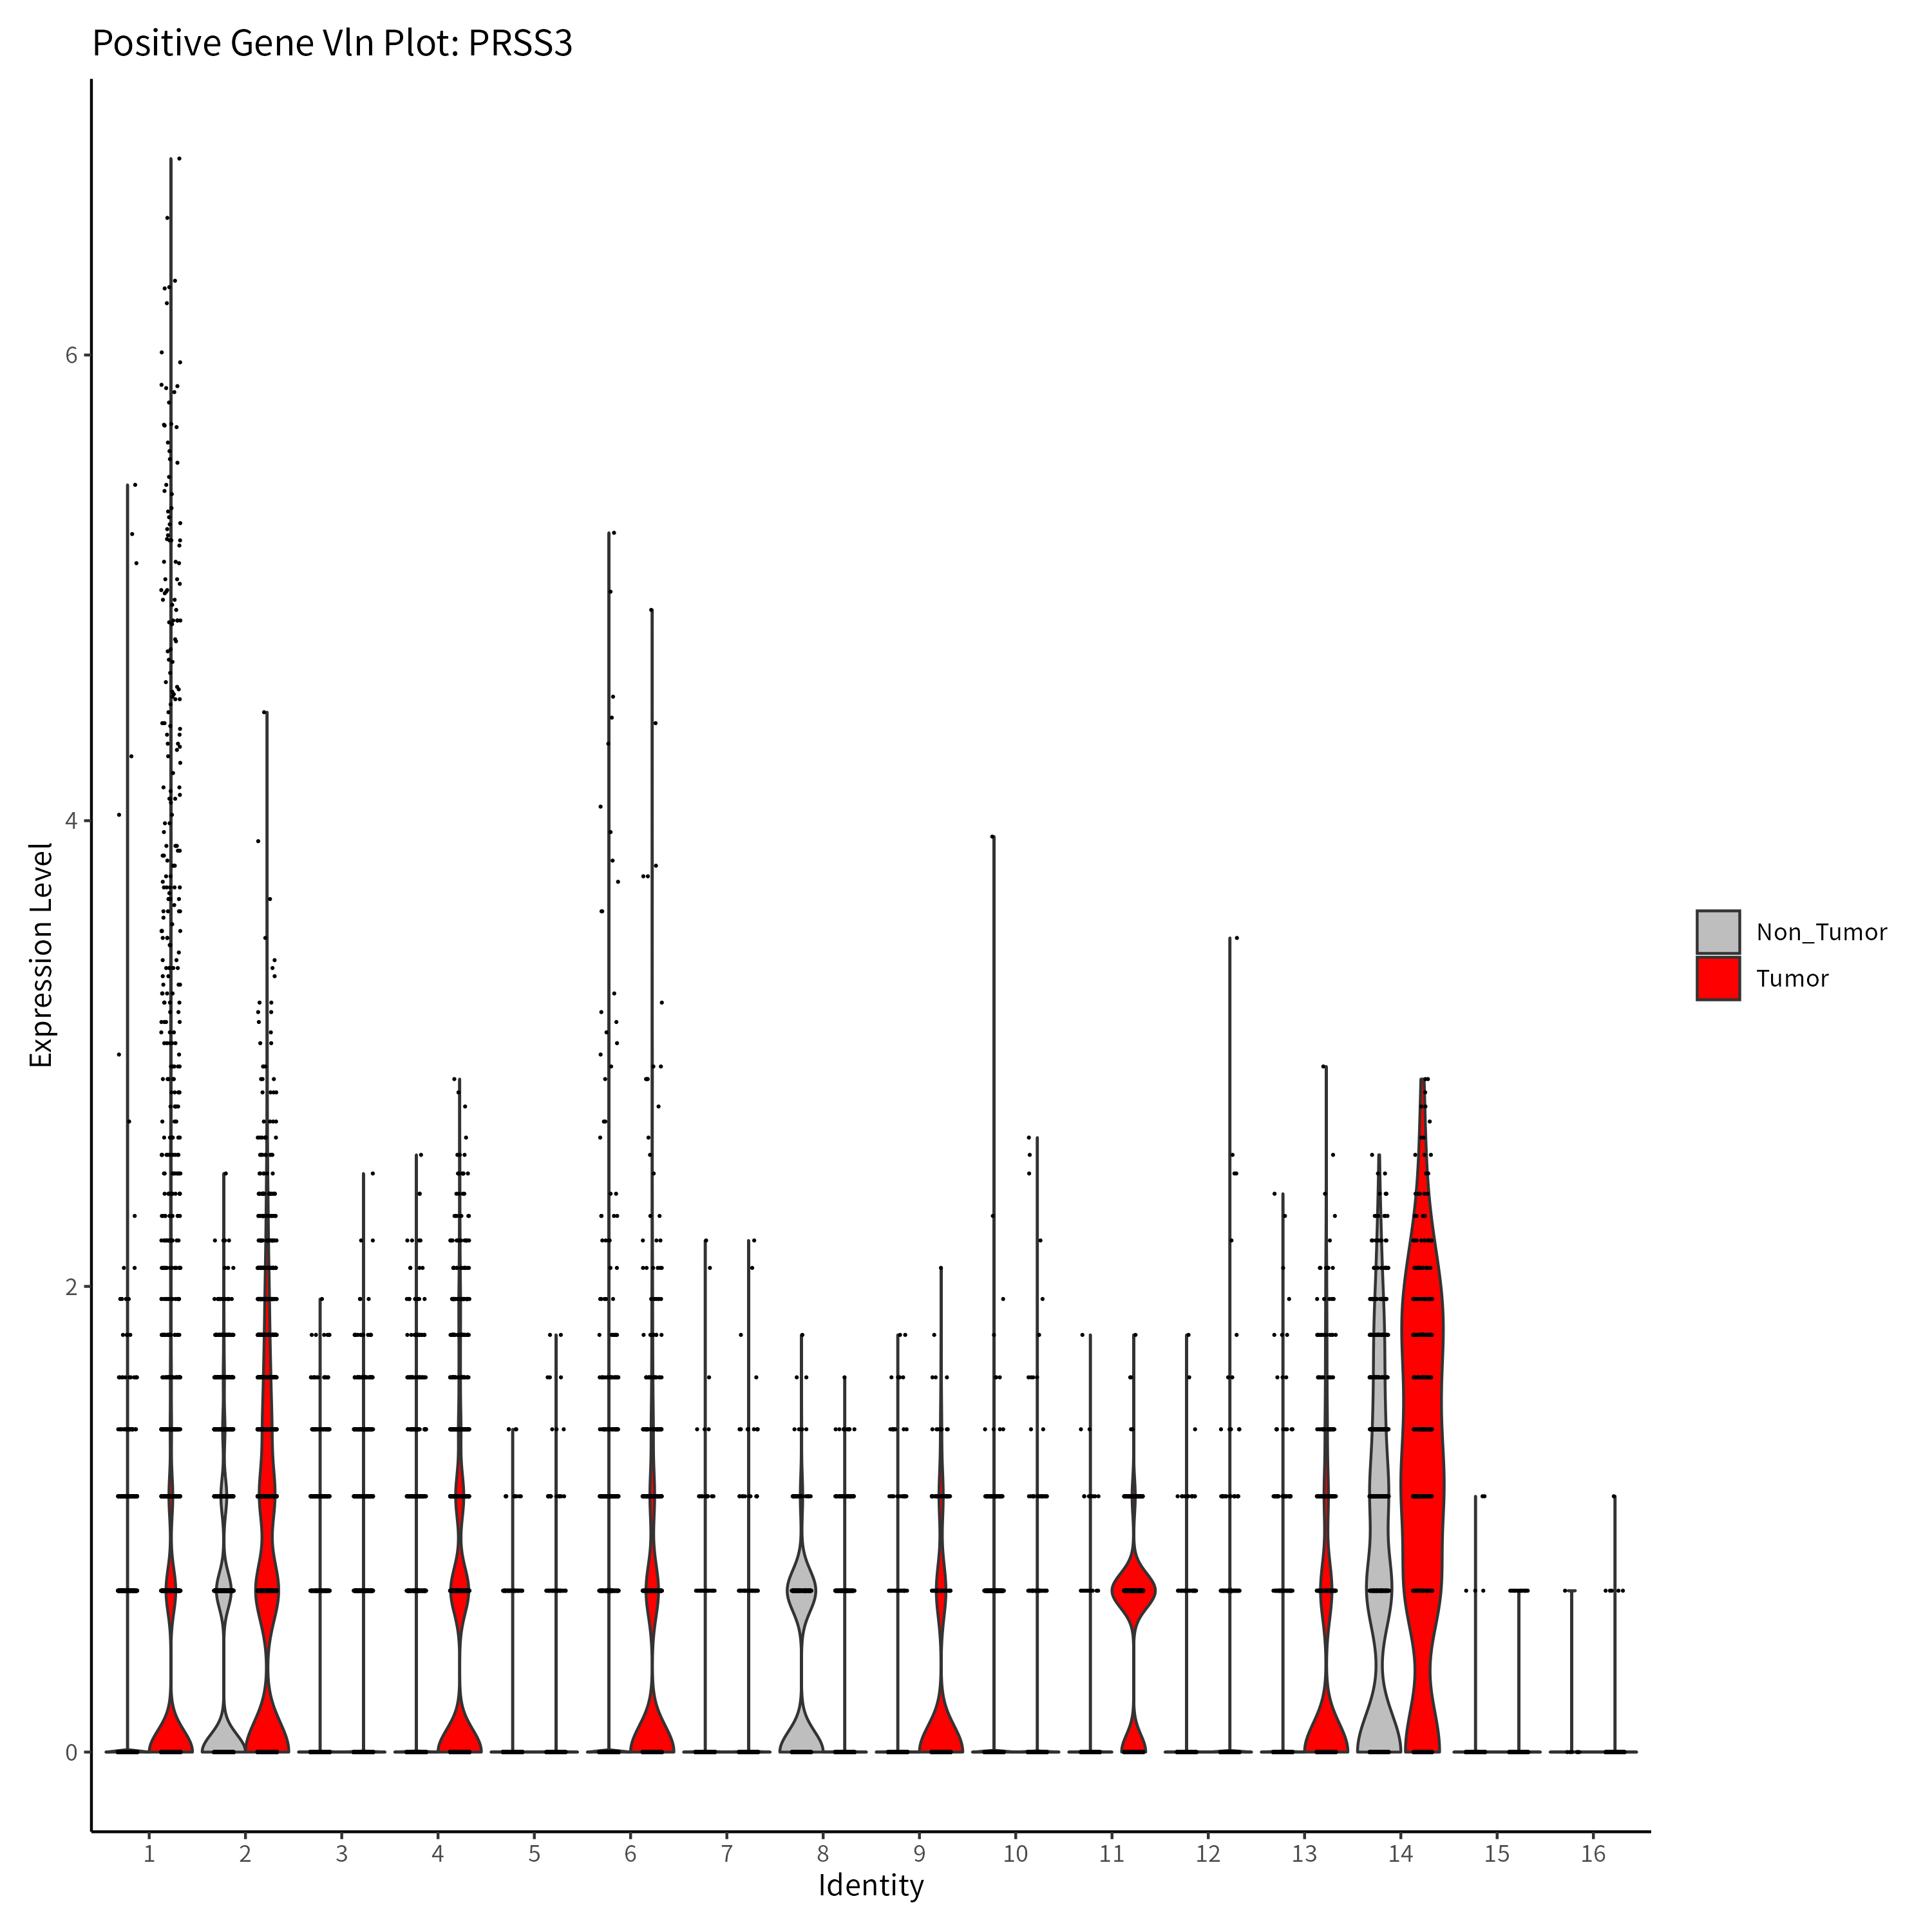 Positive Gene Vln Plot: PRSS3
Expression Level
6
4
2
0
1 2 3 4 5 6 7 8 9 10 11 12 13 14 15 16
Identity
Non_Tumor
Tumor